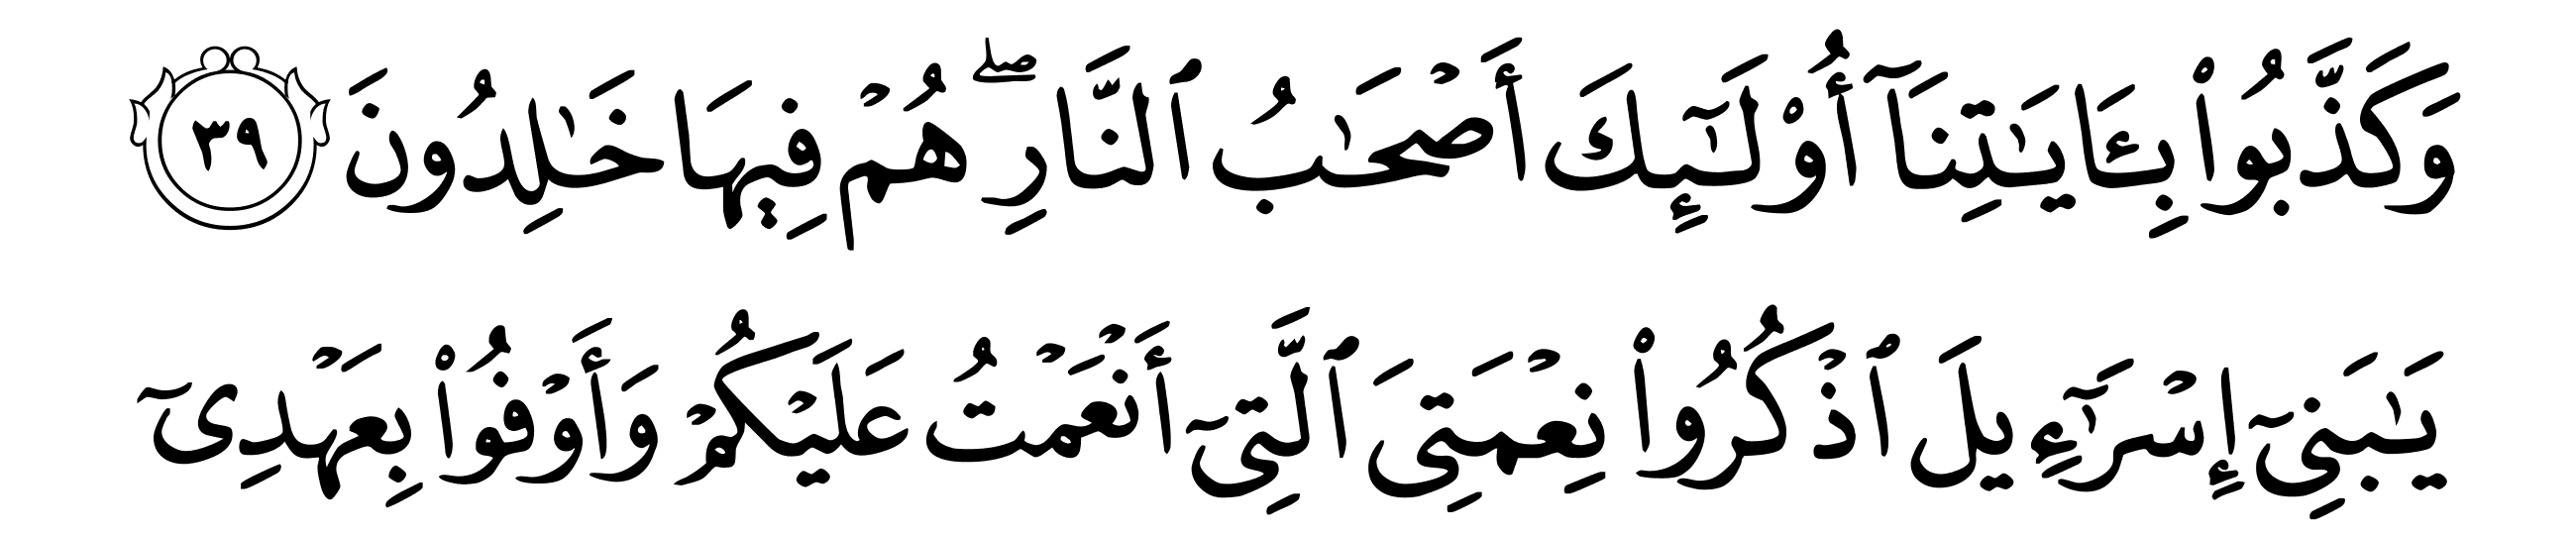 وَكَذَّبُوا۟ بِـَٔايَـٰتِنَآ أُو۟لَـٰٓئِكَ أَصْحَـٰبُ ٱلنَّارِ ۖ هُمْ فِيهَا خَـٰلِدُونَ ٣٩
يَـٰبَنِىٓ إِسْرَٰٓءِيلَ ٱذْكُرُوا۟ نِعْمَتِىَ ٱلَّتِىٓ أَنْعَمْتُ عَلَيْكُمْ وَأَوْفُوا۟ بِعَهْدِىٓ